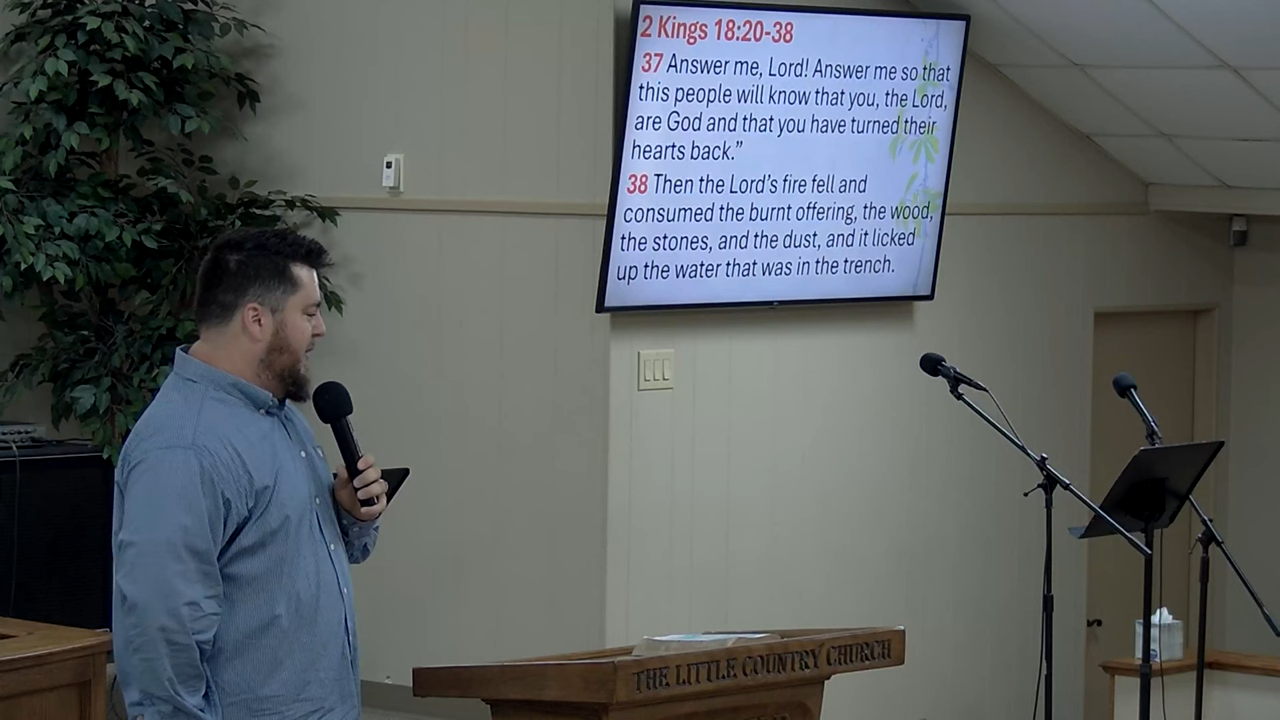 2 Kings 18:20-38
37 Answer me, Lord! Answer me so that
this people will know that you, the Lord,
are God and that you have turned their
hearts back.”
38 Then the Lord’s fire fell and
consumed the burnt offering, the wood,
the stones, and the dust, and it licked
up the water that was in the trench.
THE LITTLE COUNTRY CHURCH